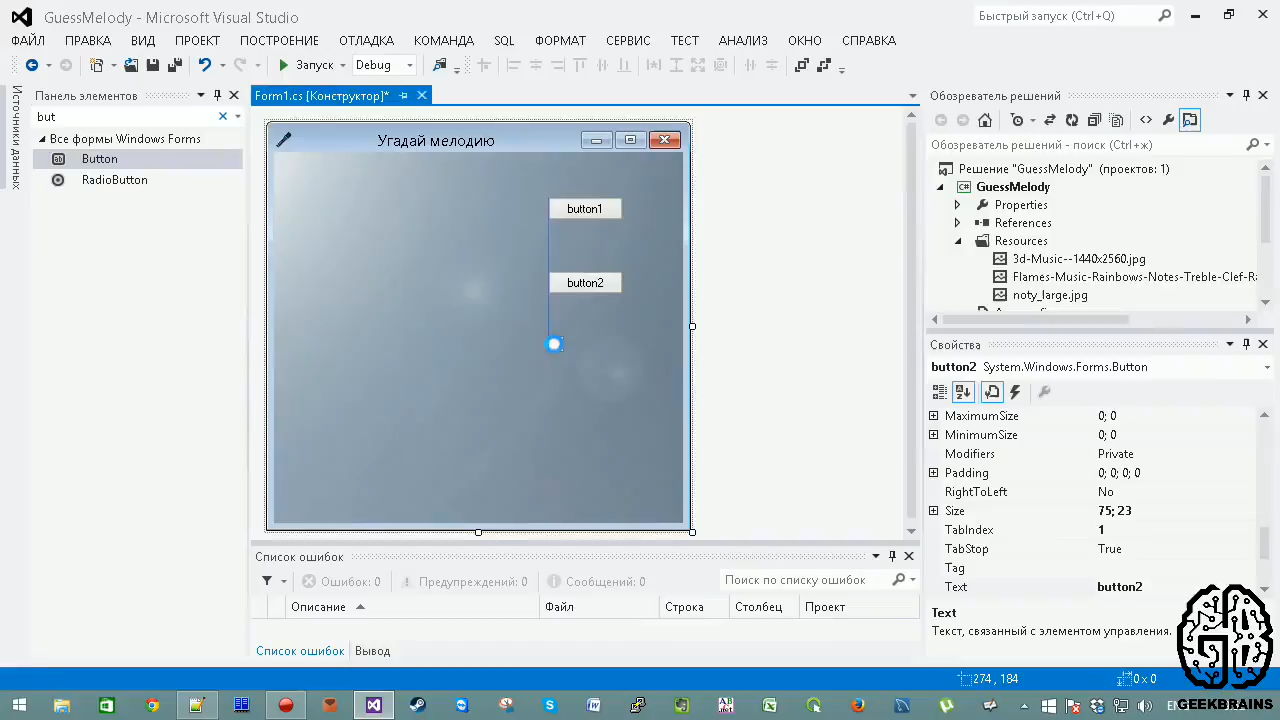 GuessMelody - Microsoft Visual Studio
Быстрый запуск (Ctrl+Q)
ФАЙЛ ПРАВКА ВИД ПРОЕКТ ПОСТРОЕНИЕ ОТЛАДКА КОМАНДА SQL ФОРМАТ СЕРВИС ТЕСТ АНАЛИЗ ОКНО СПРАВКА
Запуск Debug
Источники данных
Панель элементов
but
Все формы Windows Forms
Button
RadioButton
Form1.cs [Конструктор]*
Угадай мелодию
button1
button2
Список ошибок
Ошибок: 0 Предупреждений: 0 Сообщений: 0 Поиск по списку ошибок
Описание Файл Строка Столбец Проект
Список ошибок Вывод
Обозреватель решений
Обозреватель решений - поиск (Ctrl+ж)
Решение "GuessMelody" (проектов: 1)
GuessMelody
Properties
References
Resources
3d-Music--1440x2560.jpg
Flames-Music-Rainbows-Notes-Treble-Clef-Ra
noty_large.jpg
Свойства
button2 System.Windows.Forms.Button
MaximumSize 0; 0
MinimumSize 0; 0
Modifiers Private
Padding 0; 0; 0; 0
RightToLeft No
Size 75; 23
TabIndex 1
TabStop True
Tag
Text button2
Text
Текст, связанный с элементом управления.
274 , 184 0 x 0
GEEKBRAINS